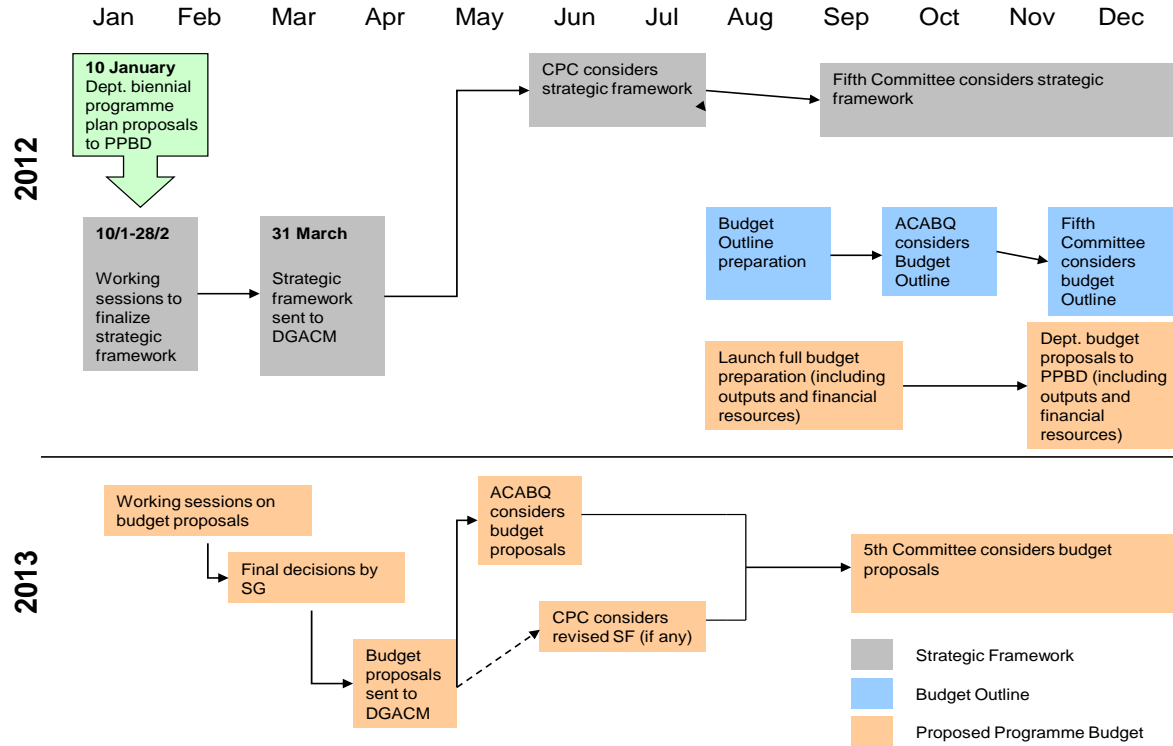 Jan Feb Mar Apr May Jun Jul Aug Sep Oct Nov Dec
2012
10 January
Dept. biennial
programme
plan proposals
to PPBD
CPC considers
strategic framework
Fifth Committee considers strategic
framework
10/1-28/2
Working
sessions to
finalize
strategic
framework
31 March
Strategic
framework
sent to
DGACM
Budget
Outline
preparation
ACABQ
considers
Budget
Outline
Fifth
Committee
considers
budget
Outline
Launch full budget
preparation (including
outputs and financial
resources)
Dept. budget
proposals to
PPBD (including
outputs and
financial
resources)
2013
Working sessions on
budget proposals
Final decisions by
SG
Budget
proposals
sent to
DGACM
ACABQ
considers
budget
proposals
CPC considers
revised SF (if any)
5th Committee considers budget
proposals
Strategic Framework
Budget Outline
Proposed Programme Budget